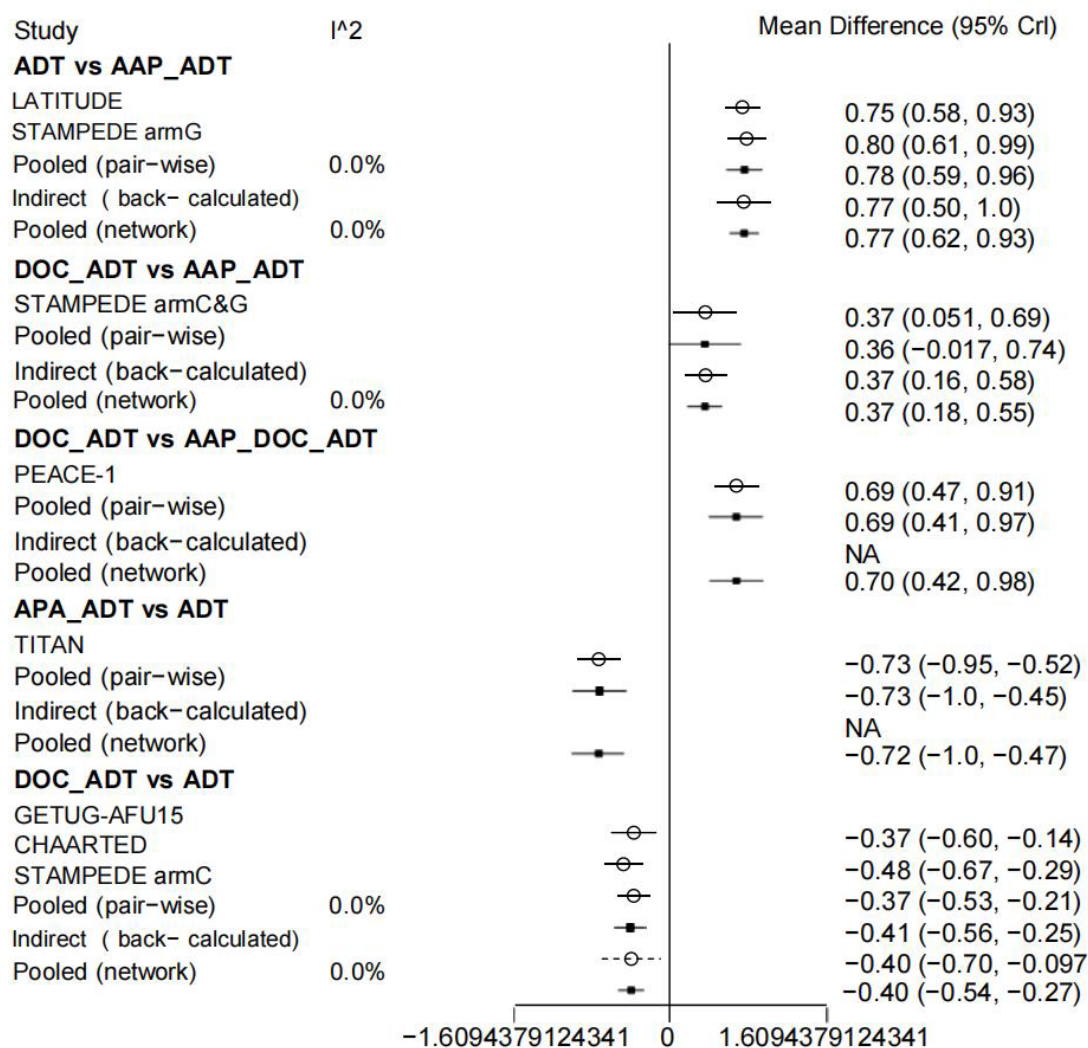 Study I^2 Mean Difference (95% CrI)
ADT vs AAP_ADT
LATITUDE 0.75 (0.58, 0.93)
STAMPEDE armG 0.80 (0.61, 0.99)
Pooled (pair−wise) 0.0% 0.78 (0.59, 0.96)
Indirect ( back− calculated) 0.77 (0.50, 1.0)
Pooled (network) 0.0% 0.77 (0.62, 0.93)
DOC_ADT vs AAP_ADT
STAMPEDE armC&G 0.37 (0.051, 0.69)
Pooled (pair−wise) 0.36 (−0.017, 0.74)
Indirect (back−calculated) 0.37 (0.16, 0.58)
Pooled (network) 0.0% 0.37 (0.18, 0.55)
DOC_ADT vs AAP_DOC_ADT
PEACE-1 0.69 (0.47, 0.91)
Pooled (pair−wise) 0.69 (0.41, 0.97)
Indirect (back−calculated) NA
Pooled (network) 0.70 (0.42, 0.98)
APA_ADT vs ADT
TITAN −0.73 (−0.95, −0.52)
Pooled (pair−wise) −0.73 (−1.0, −0.45)
Indirect (back−calculated) NA
Pooled (network) −0.72 (−1.0, −0.47)
DOC_ADT vs ADT
GETUG-AFU15 −0.37 (−0.60, −0.14)
CHAARTED −0.48 (−0.67, −0.29)
STAMPEDE armC −0.37 (−0.53, −0.21)
Pooled (pair−wise) 0.0% −0.41 (−0.56, −0.25)
Indirect ( back− calculated) −0.40 (−0.70, −0.097
Pooled (network) 0.0% −0.40 (−0.54, −0.27)
−1.6094379124341 0 1.6094379124341